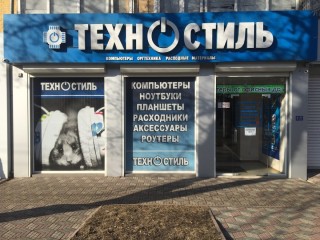 ТЕХНОСТИЛЬ
КОМПЬЮТЕРЫ ОРГТЕХНИКА РАСХОДНЫЕ МАТЕРИАЛЫ
ТЕХНОСТИЛЬ
КОМПЬЮТЕРЫ
НОУТБУКИ
ПЛАНШЕТЫ
РАСХОДНИКИ
АКСЕССУАРЫ
РОУТЕРЫ
ТЕХНОСТИЛЬ